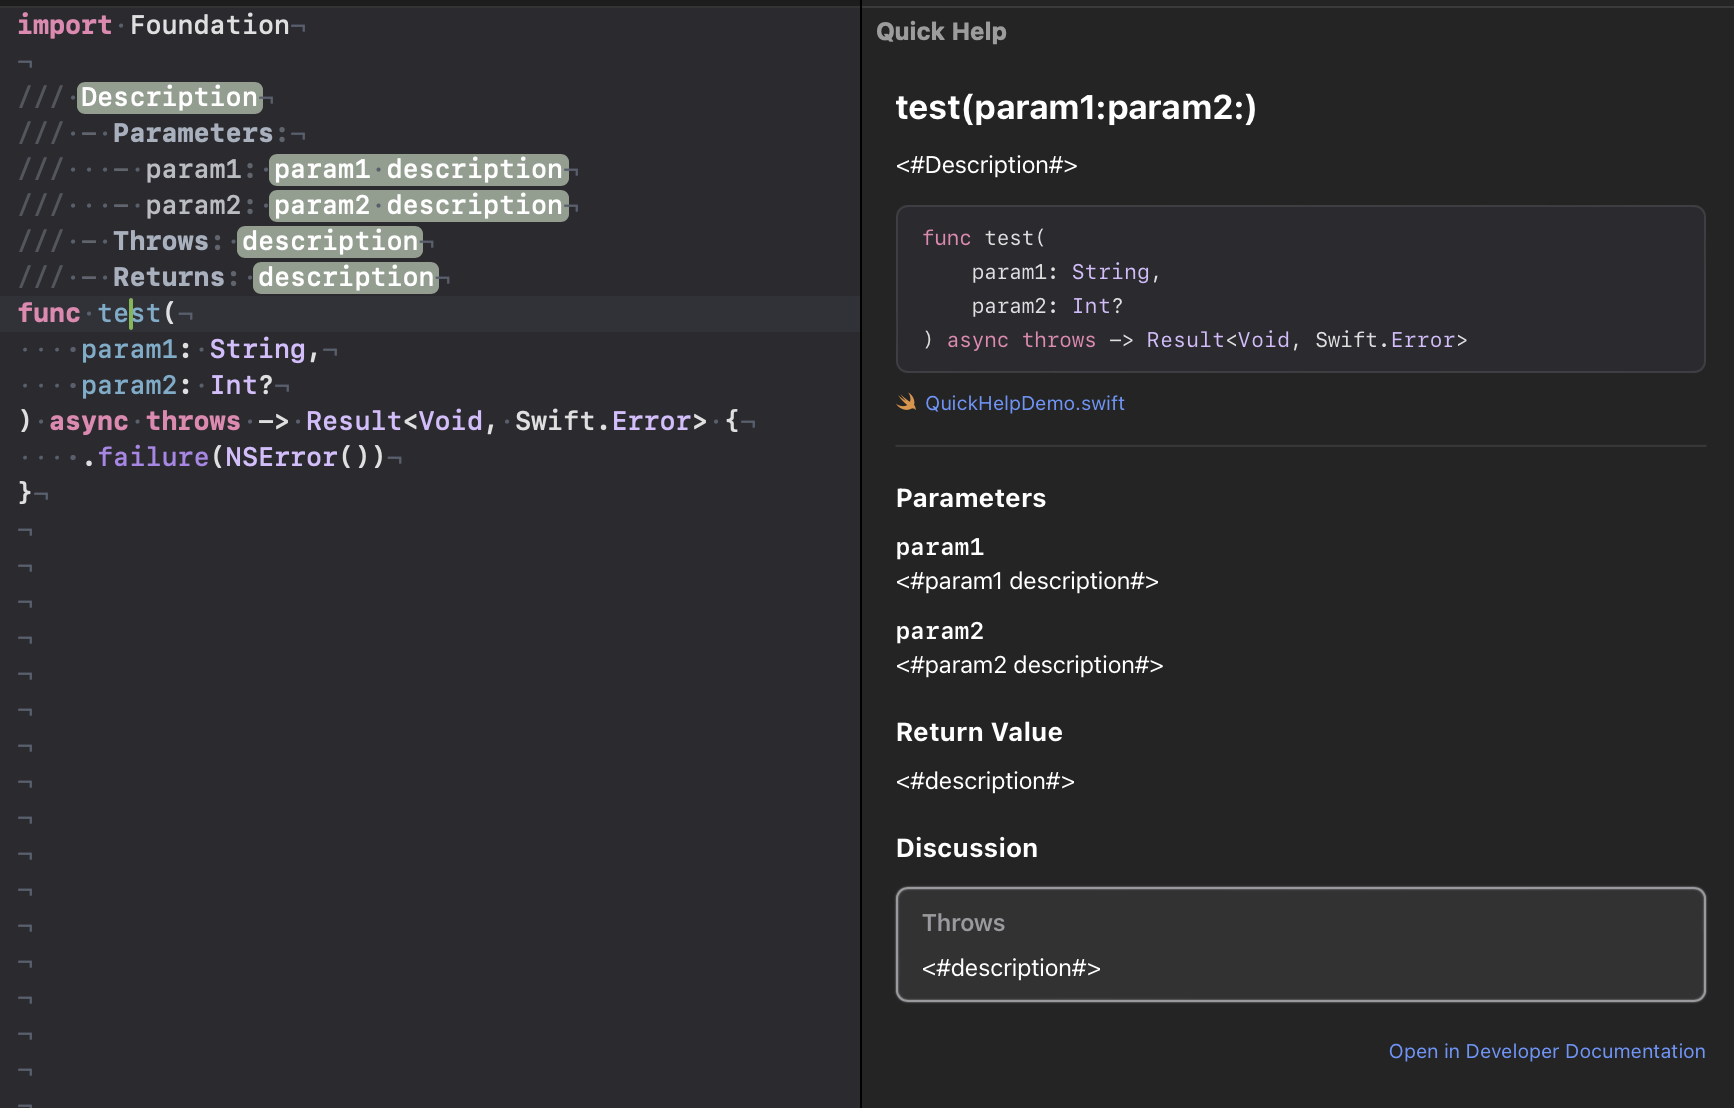 import Foundation
/// Description
/// - Parameters:
///   - param1: param1 description
///   - param2: param2 description
/// - Throws: description
/// - Returns: description
func test(
    param1: String,
    param2: Int?
) async throws -> Result<Void, Swift.Error> {
    .failure(NSError())
}
Quick Help
test(param1:param2:)
<#Description#>
func test(
    param1: String,
    param2: Int?
) async throws -> Result<Void, Swift.Error>
QuickHelpDemo.swift
Parameters
param1
<#param1 description#>
param2
<#param2 description#>
Return Value
<#description#>
Discussion
Throws
<#description#>
Open in Developer Documentation